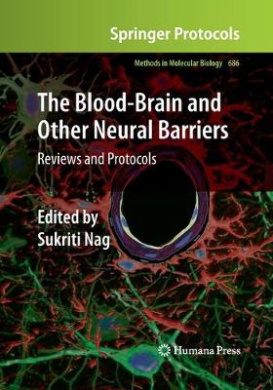 Springer Protocols
Methods in Molecular Biology 686
The Blood-Brain and
Other Neural Barriers
Reviews and Protocols
Edited by
Sukriti Nag
Humana Press